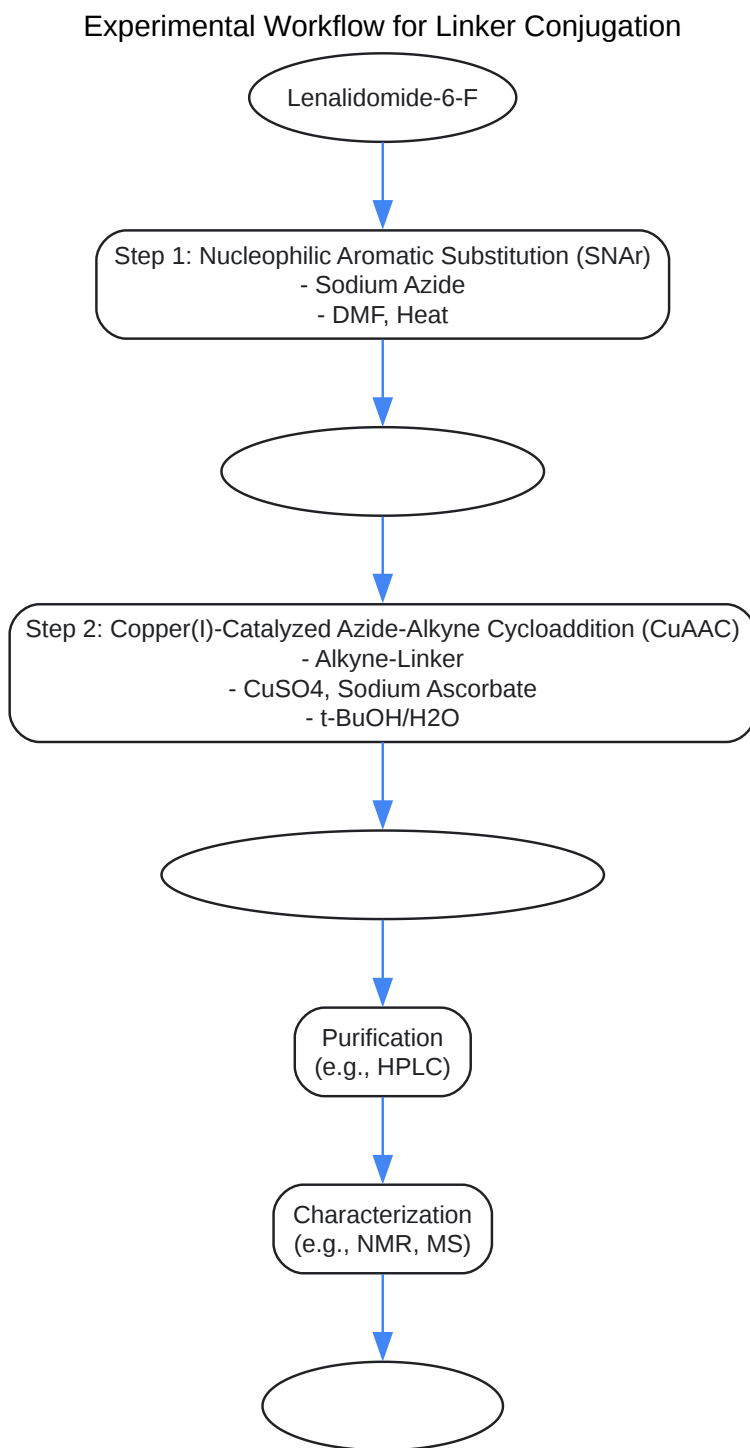 Experimental Workflow for Linker Conjugation
Lenalidomide-6-F
Step 1: Nucleophilic Aromatic Substitution (SNAr)
- Sodium Azide
- DMF, Heat
Step 2: Copper(I)-Catalyzed Azide-Alkyne Cycloaddition (CuAAC)
- Alkyne-Linker
- CuSO4, Sodium Ascorbate
- t-BuOH/H2O
Purification
(e.g., HPLC)
Characterization
(e.g., NMR, MS)